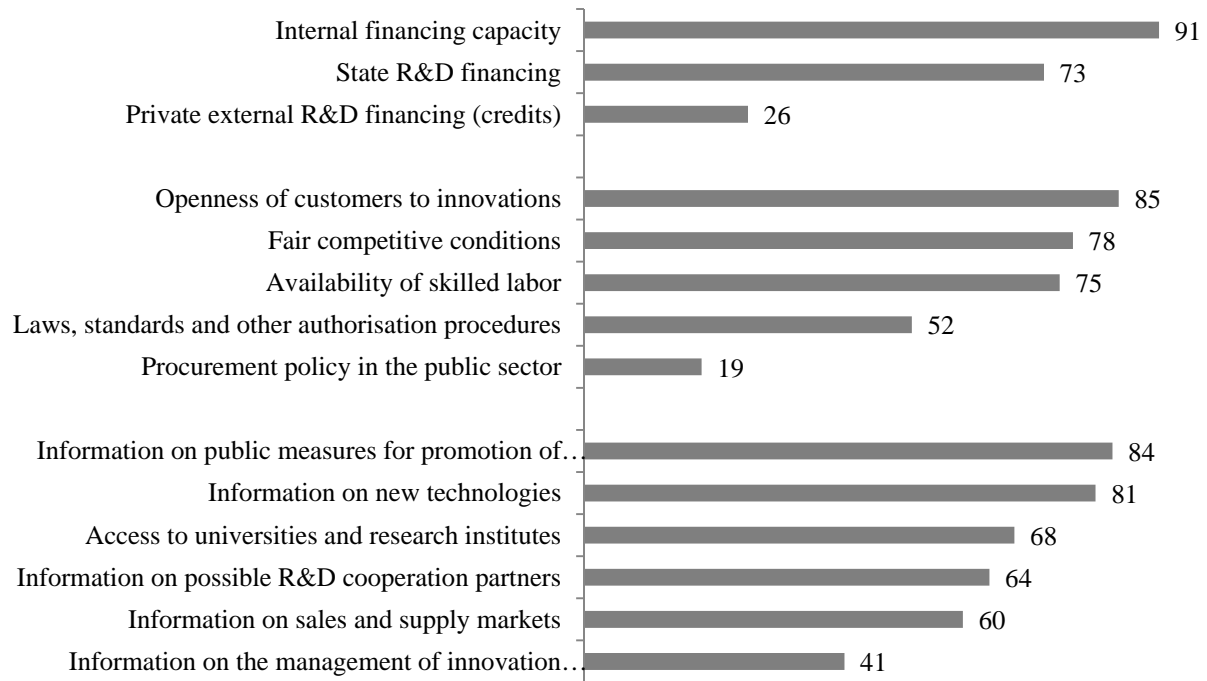 Internal financing capacity 91
State R&D financing 73
Private external R&D financing (credits) 26
Openness of customers to innovations 85
Fair competitive conditions 78
Availability of skilled labor 75
Laws, standards and other authorisation procedures 52
Procurement policy in the public sector 19
Information on public measures for promotion of… 84
Information on new technologies 81
Access to universities and research institutes 68
Information on possible R&D cooperation partners 64
Information on sales and supply markets 60
Information on the management of innovation… 41